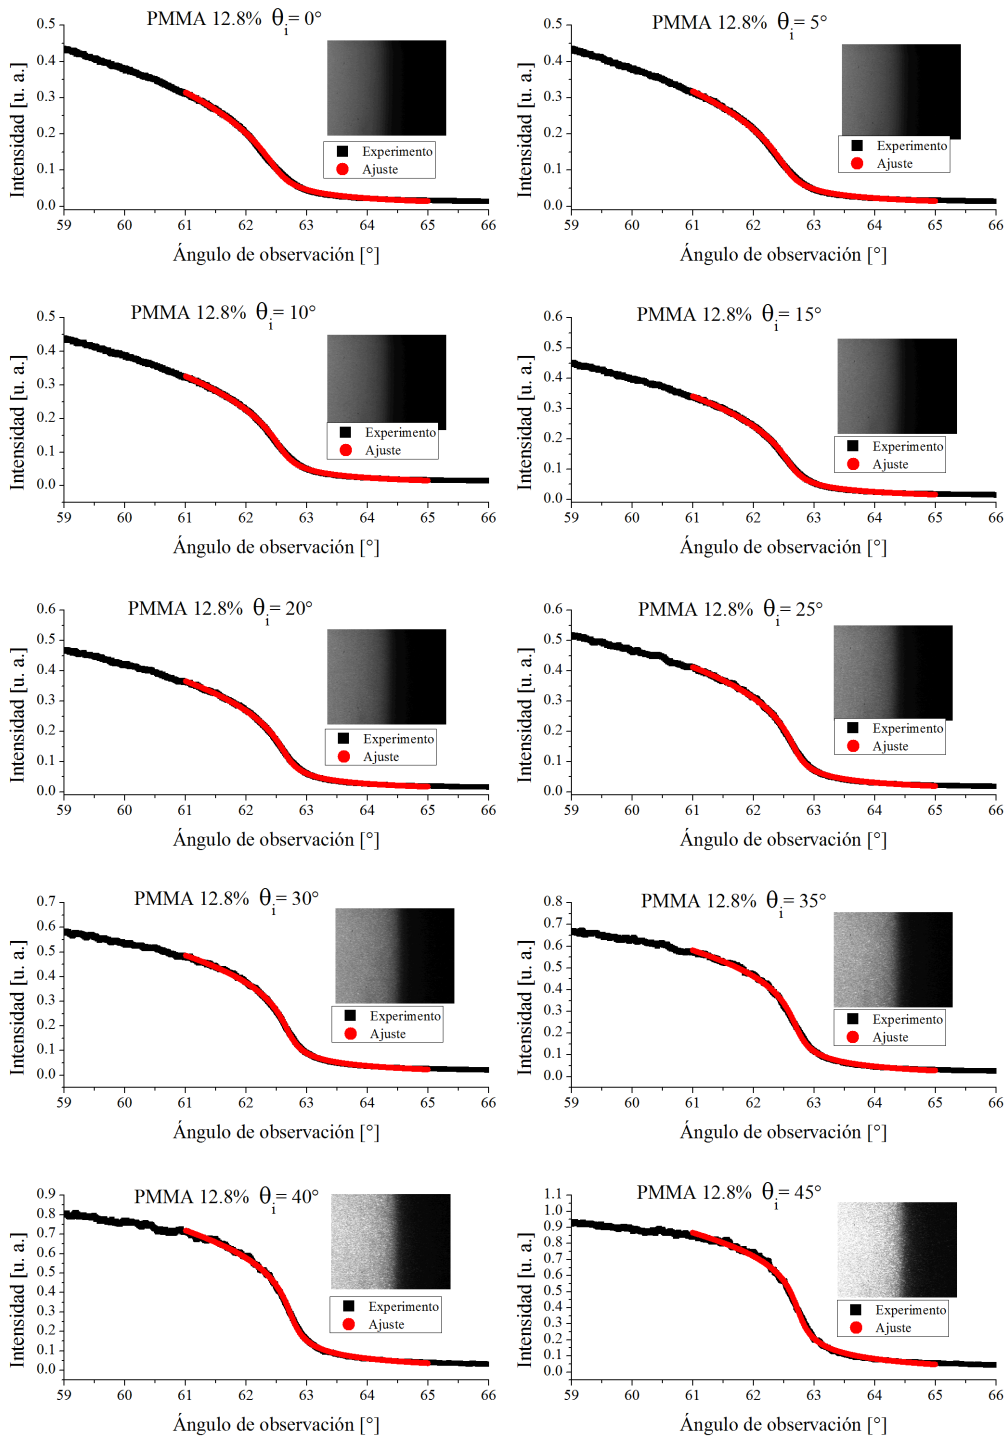 PMMA 12.8% θi= 0°
0.5
0.4
0.3
0.2
0.1
0.0
Intensidad [u. a.]
Experimento
Ajuste
59 60 61 62 63 64 65 66
Ángulo de observación [°]
PMMA 12.8% θi= 5°
0.5
0.4
0.3
0.2
0.1
0.0
Intensidad [u. a.]
Experimento
Ajuste
59 60 61 62 63 64 65 66
Ángulo de observación [°]
PMMA 12.8% θi= 10°
0.5
0.4
0.3
0.2
0.1
0.0
Intensidad [u. a.]
Experimento
Ajuste
59 60 61 62 63 64 65 66
Ángulo de observación [°]
PMMA 12.8% θi= 15°
0.6
0.5
0.4
0.3
0.2
0.1
0.0
Intensidad [u. a.]
Experimento
Ajuste
59 60 61 62 63 64 65 66
Ángulo de observación [°]
PMMA 12.8% θi= 20°
0.6
0.5
0.4
0.3
0.2
0.1
0.0
Intensidad [u. a.]
Experimento
Ajuste
59 60 61 62 63 64 65 66
Ángulo de observación [°]
PMMA 12.8% θi= 25°
0.6
0.5
0.4
0.3
0.2
0.1
0.0
Intensidad [u. a.]
Experimento
Ajuste
59 60 61 62 63 64 65 66
Ángulo de observación [°]
PMMA 12.8% θi= 30°
0.7
0.6
0.5
0.4
0.3
0.2
0.1
0.0
Intensidad [u. a.]
Experimento
Ajuste
59 60 61 62 63 64 65 66
Ángulo de observación [°]
PMMA 12.8% θi= 35°
0.8
0.7
0.6
0.5
0.4
0.3
0.2
0.1
0.0
Intensidad [u. a.]
Experimento
Ajuste
59 60 61 62 63 64 65 66
Ángulo de observación [°]
PMMA 12.8% θi= 40°
0.9
0.8
0.7
0.6
0.5
0.4
0.3
0.2
0.1
0.0
Intensidad [u. a.]
Experimento
Ajuste
59 60 61 62 63 64 65 66
Ángulo de observación [°]
PMMA 12.8% θi= 45°
1.1
1.0
0.9
0.8
0.7
0.6
0.5
0.4
0.3
0.2
0.1
0.0
Intensidad [u. a.]
Experimento
Ajuste
59 60 61 62 63 64 65 66
Ángulo de observación [°]